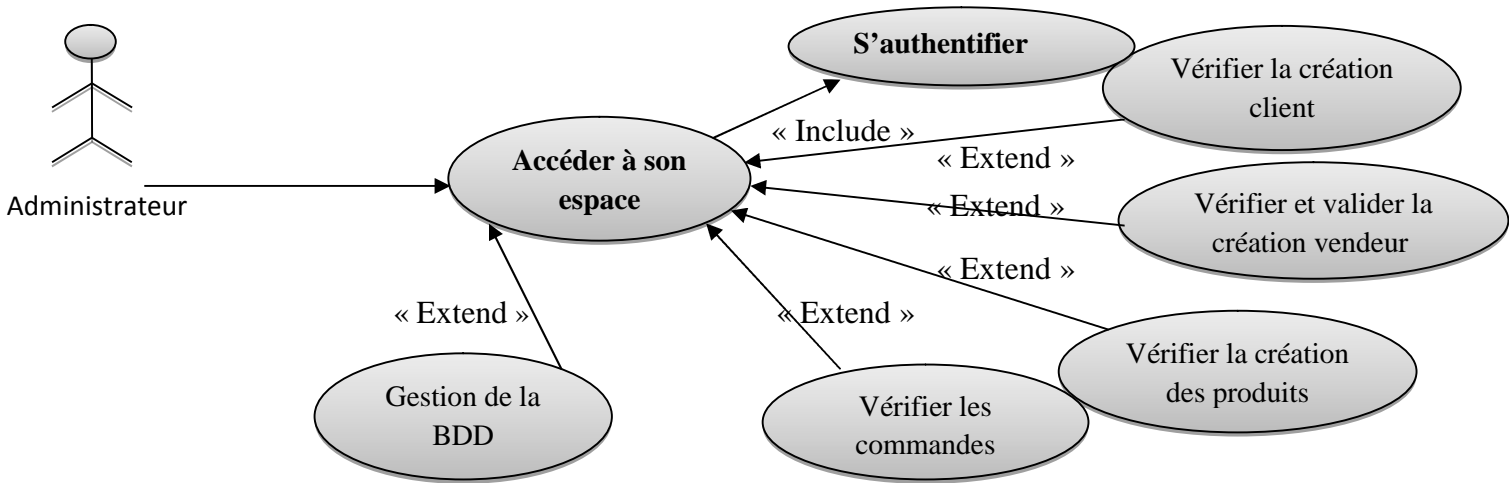 S’authentifier
Vérifier la création
client
« Include »
Accéder à son
espace
« Extend »
Administrateur
Vérifier et valider la
création vendeur
« Extend »
« Extend »
« Extend »
« Extend »
Vérifier la création
des produits
Gestion de la
BDD
Vérifier les
commandes